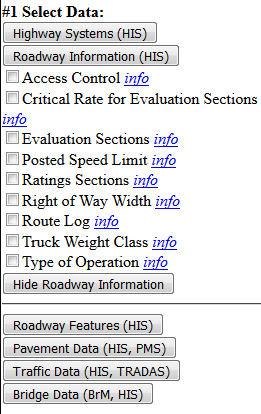 #1 Select Data:
Highway Systems (HIS)
Roadway Information (HIS)
Access Control info
Critical Rate for Evaluation Sections
info
Evaluation Sections info
Posted Speed Limit info
Ratings Sections info
Right of Way Width info
Route Log info
Truck Weight Class info
Type of Operation info
Hide Roadway Information
Roadway Features (HIS)
Pavement Data (HIS, PMS)
Traffic Data (HIS, TRADAS)
Bridge Data (BrM, HIS)